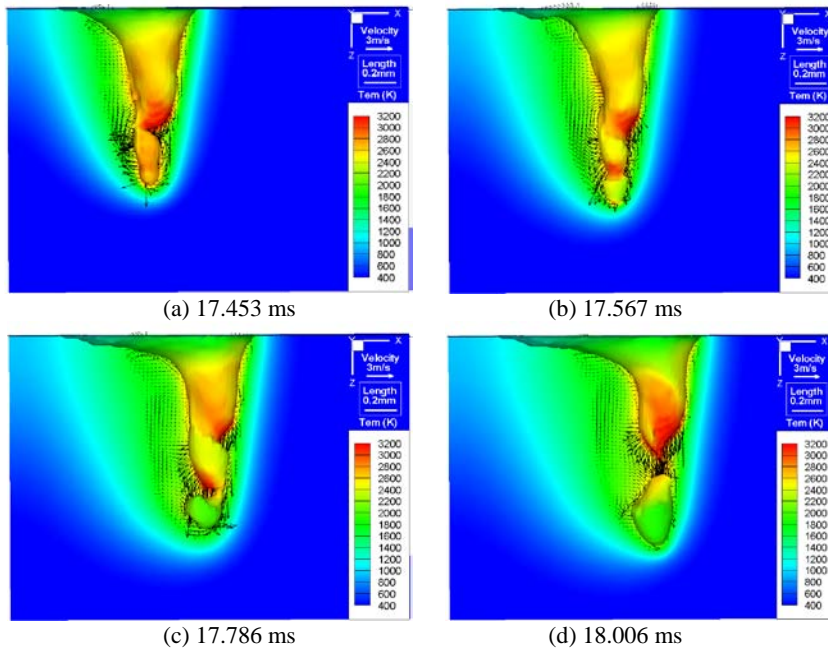 Y X
Z
Velocity
3m/s
Length
0.2mm
Tem (K)
3200
3000
2800
2600
2400
2200
2000
1800
1600
1400
1200
1000
800
600
400
(a) 17.453 ms
Y X
Z
Velocity
3m/s
Length
0.2mm
Tem (K)
3200
3000
2800
2600
2400
2200
2000
1800
1600
1400
1200
1000
800
600
400
(b) 17.567 ms
Y X
Z
Velocity
3m/s
Length
0.2mm
Tem (K)
3200
3000
2800
2600
2400
2200
2000
1800
1600
1400
1200
1000
800
600
400
(c) 17.786 ms
Y X
Z
Velocity
3m/s
Length
0.2mm
Tem (K)
3200
3000
2800
2600
2400
2200
2000
1800
1600
1400
1200
1000
800
600
400
(d) 18.006 ms